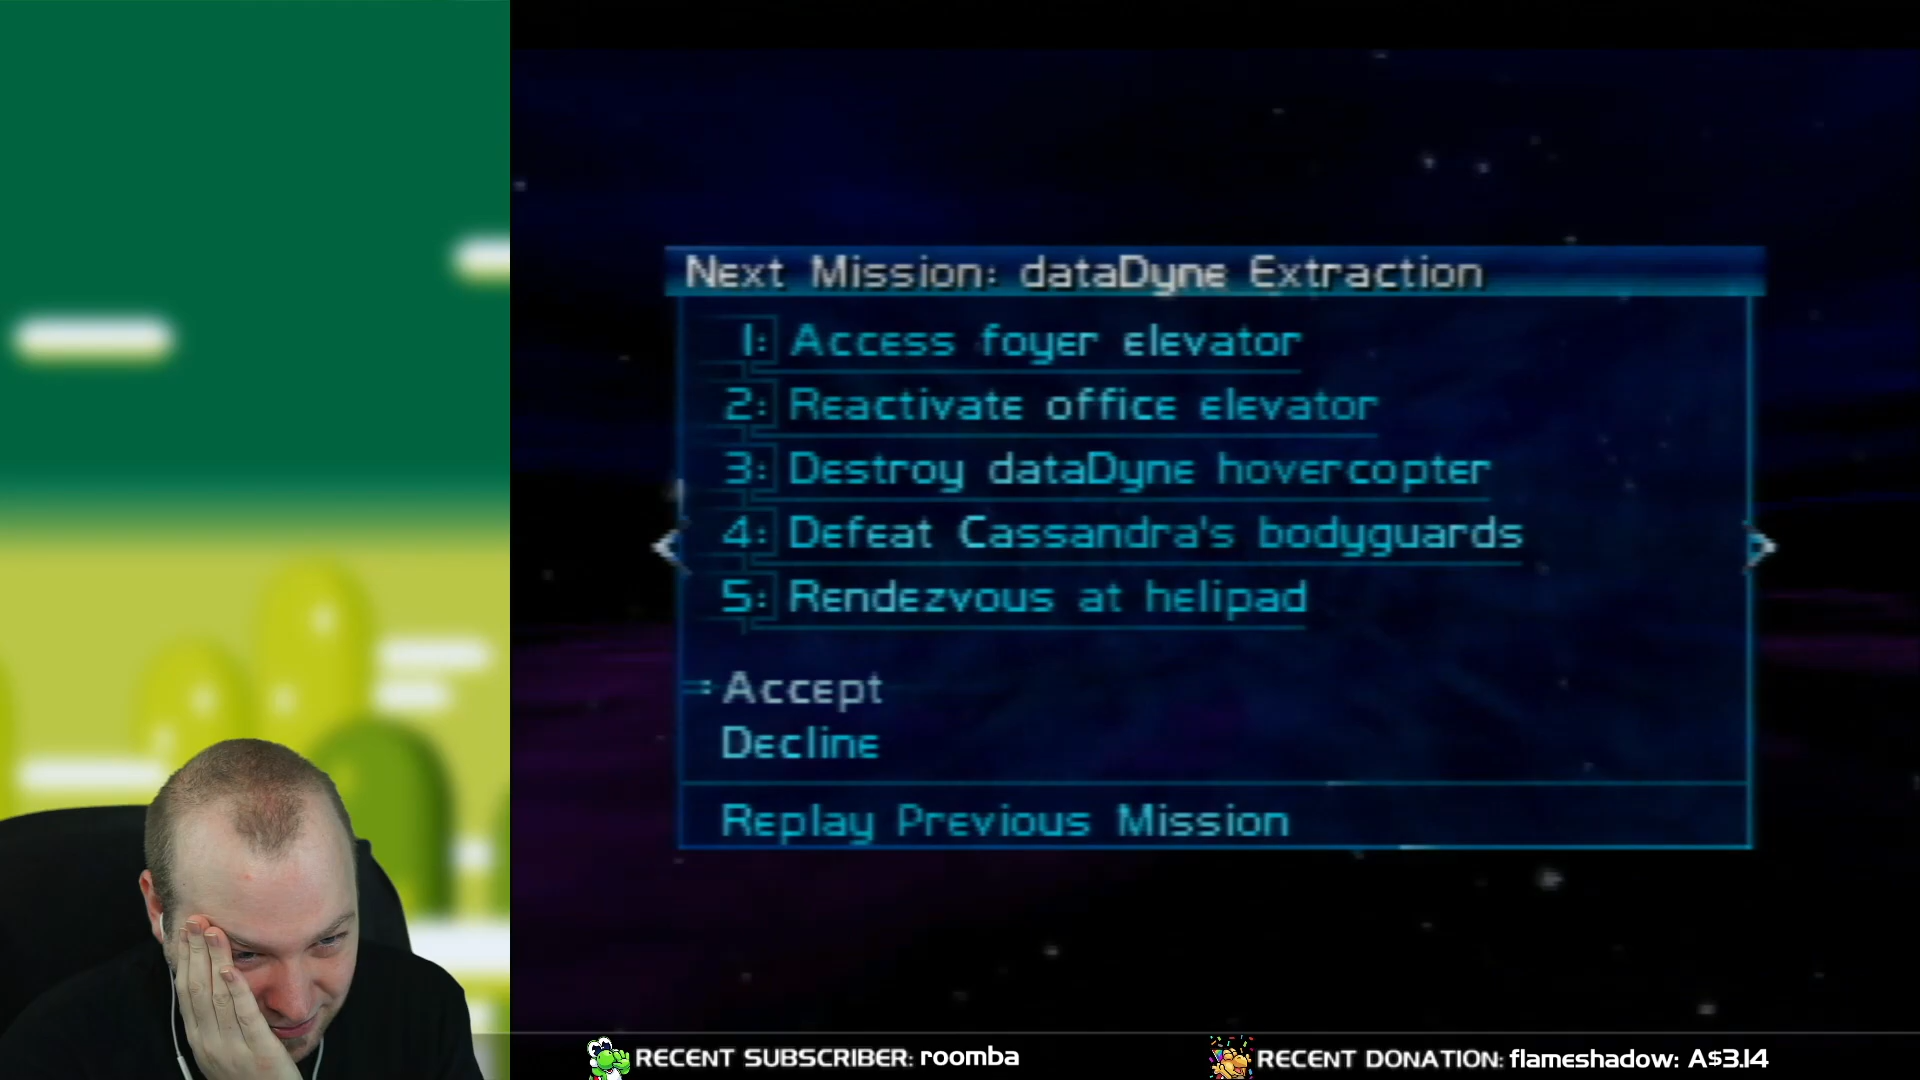 Next Mission: dataDyne Extraction
1: Access foyer elevator
2: Reactivate office elevator
3: Destroy dataDyne hovercopter
4: Defeat Cassandra's bodyguards
5: Rendezvous at helipad
Accept
Decline
Replay Previous Mission
RECENT SUBSCRIBER: roomba
RECENT DONATION: flameshadow: A$3.14